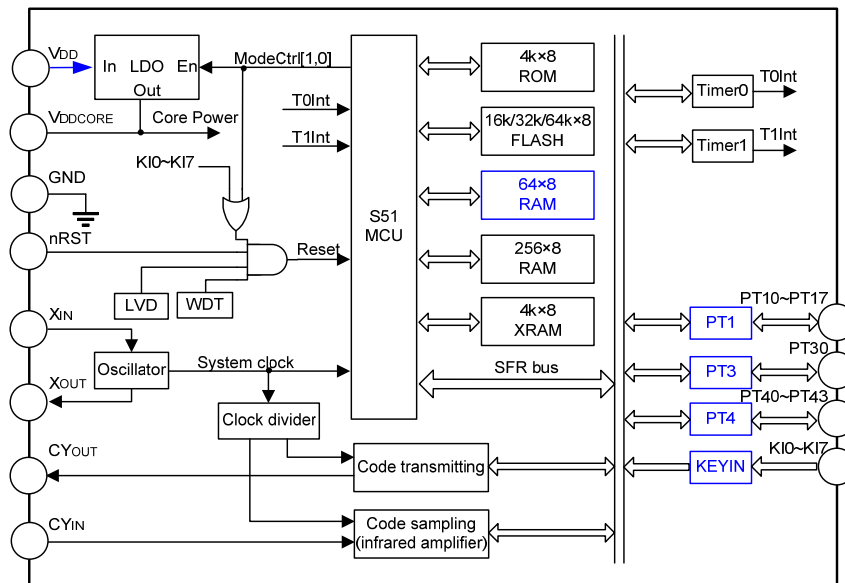 VDD
In LDO En
Out
ModeCtrl[1,0]
VDDCORE
Core Power
T0Int
T1Int
KI0~KI7
GND
nRST
Reset
LVD
WDT
S51
MCU
4k×8
ROM
16k/32k/64k×8
FLASH
64×8
RAM
256×8
RAM
4k×8
XRAM
SFR bus
Timer0
T0Int
Timer1
T1Int
XIN
Oscillator
System clock
XOUT
Clock divider
CYOUT
Code transmitting
CYIN
Code sampling
(infrared amplifier)
PT10~PT17
PT1
PT30
PT3
PT40~PT43
PT4
KI0~KI7
KEYIN